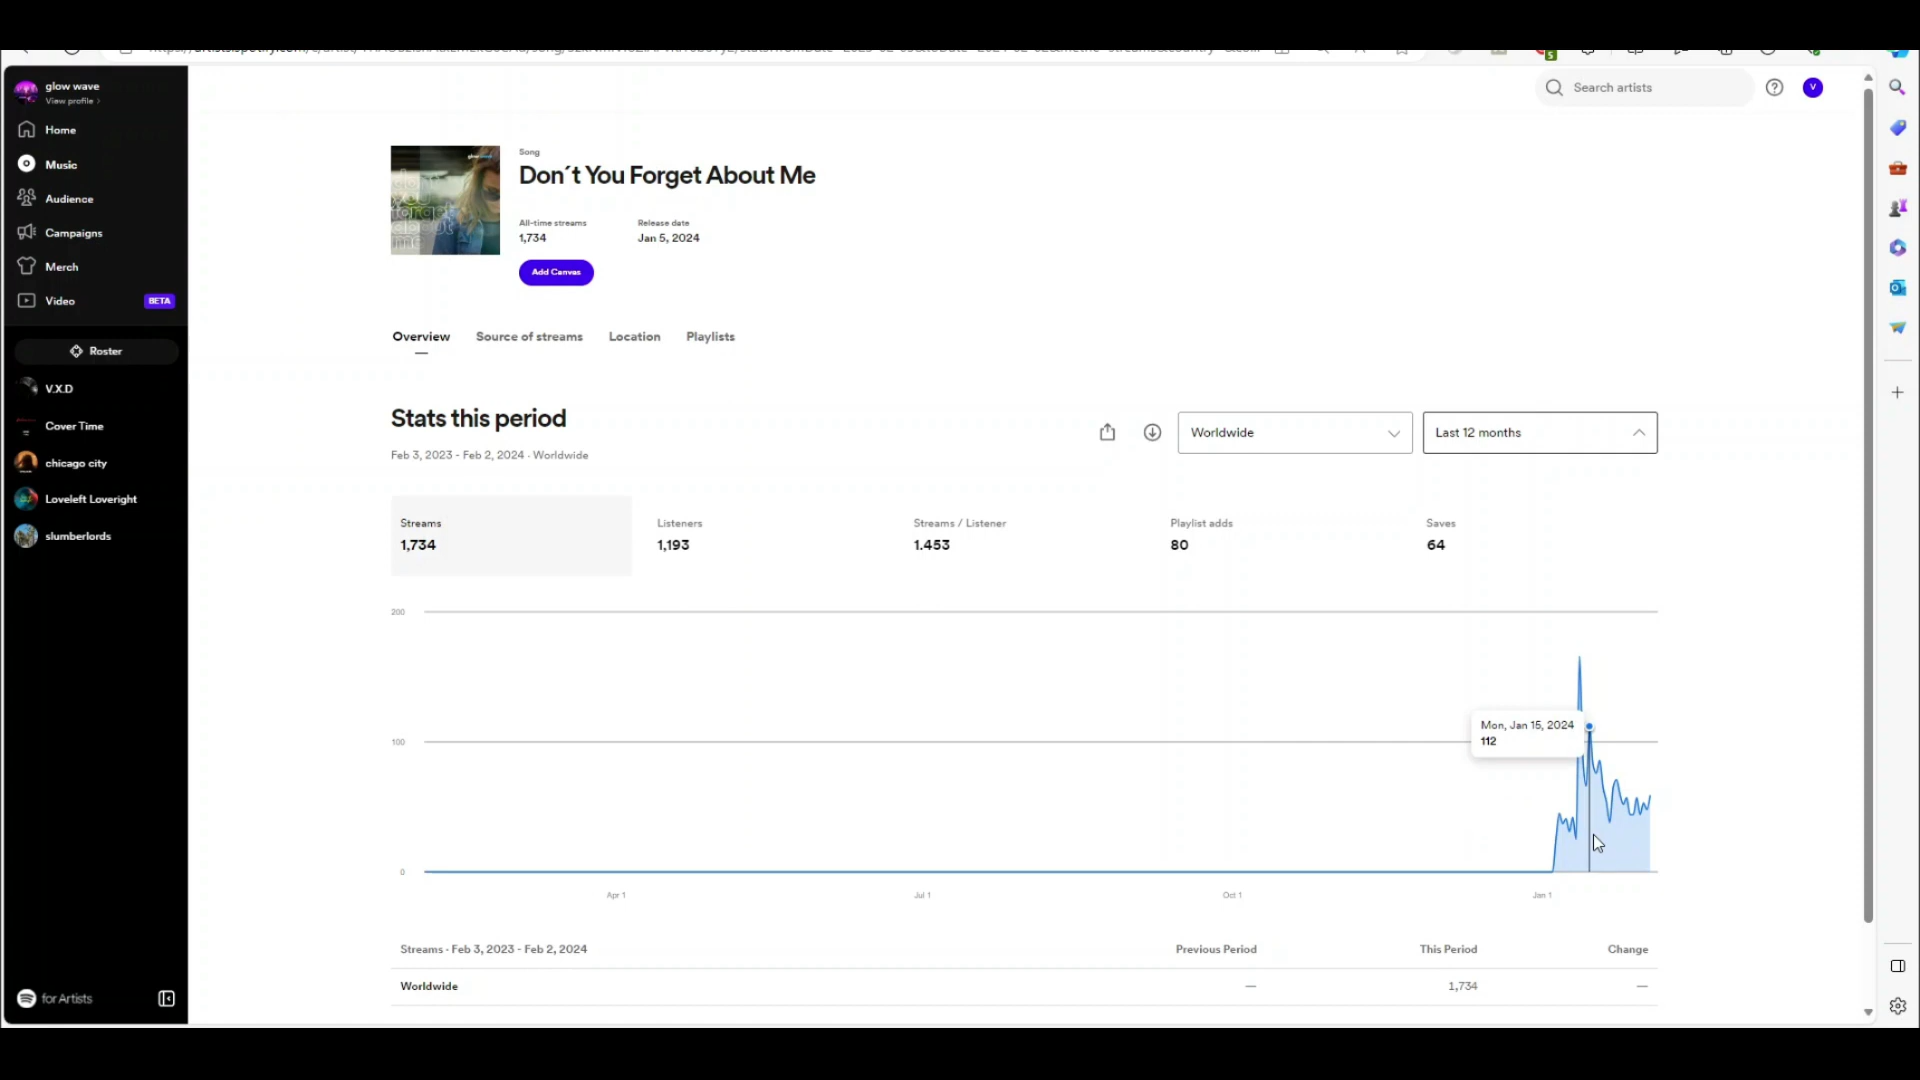 glow wave
View profile
Home
Music
Audience
Campaigns
Merch
Video
BETA
Roster
V.X.D
Cover Time
chicago city
Loveleft Loveright
slumberlords
for Artists
Search artists
V
Song
Don´t You Forget About Me
All-time streams
Release date
1,734
Jan 5, 2024
Add Canvas
Overview
Source of streams
Location
Playlists
Stats this period
Feb 3, 2023 - Feb 2, 2024 · Worldwide
Worldwide
Last 12 months
Streams
1,734
Listeners
1,193
Streams / Listener
1.453
Playlist adds
80
Saves
64
200
100
0
Mon, Jan 15, 2024
112
Apr 1
Jul 1
Oct 1
Jan 1
Streams · Feb 3, 2023 - Feb 2, 2024
Previous Period
This Period
Change
Worldwide
—
1,734
—